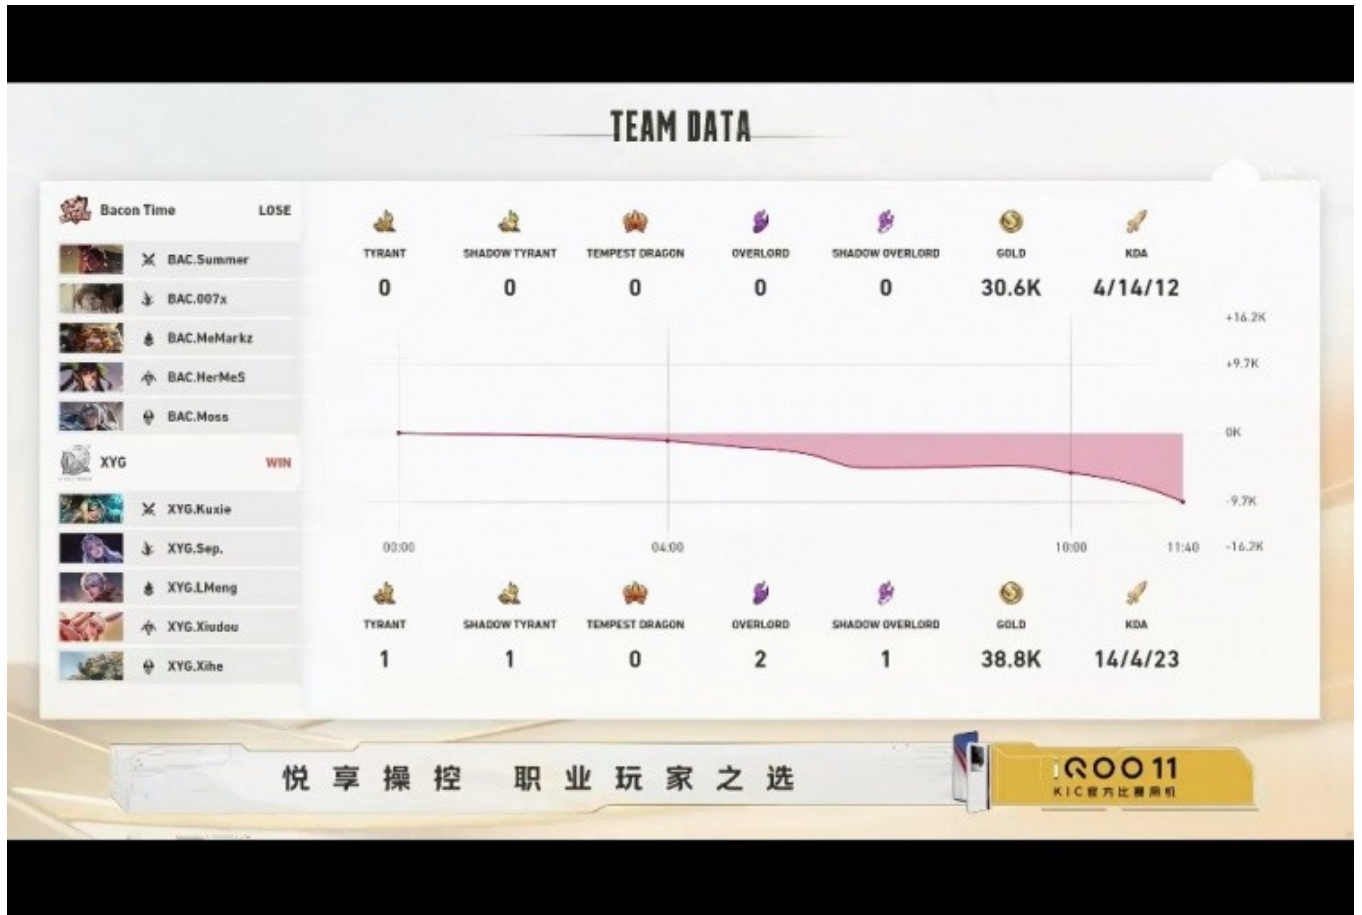 TEAM DATA
Bacon Time LOSE
BAC.Summer
BAC.007x
BAC.MeMarkz
BAC.HerMeS
BAC.Moss
XYG WIN
XYG.Kuxie
XYG.Sep.
XYG.LMeng
XYG.Xiudou
XYG.Xihe
TYRANT SHADOW TYRANT TEMPEST DRAGON OVERLORD SHADOW OVERLORD GOLD KDA
0 0 0 0 0 30.6K 4/14/12
+16.2K
+9.7K
0K
-9.7K
00:00 04:00 10:00 11:40 -16.2K
TYRANT SHADOW TYRANT TEMPEST DRAGON OVERLORD SHADOW OVERLORD GOLD KDA
1 1 0 2 1 38.8K 14/4/23
悦享操控 职业玩家之选
iQOO 11
KIC官方比赛用机